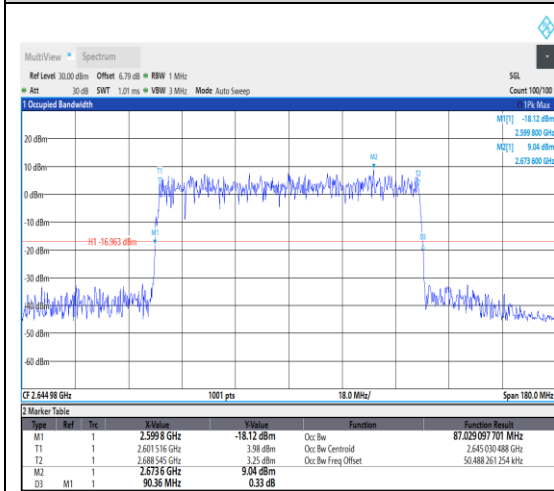 MultiView Spectrum
Ref Level 30.00 dBm Offset 6.79 dB RBW 1 MHz SGL
Att 30 dB SWT 1.01 ms VBW 3 MHz Mode Auto Sweep Count 100/100
1 Occupied Bandwidth 1Pk Max
M1[1] -18.12 dBm
2.599 800 GHz
M2[1] 9.04 dBm
2.673 600 GHz
20 dBm
10 dBm
M2
T1
T2
0 dBm
-10 dBm
M1
D3
H1 -16.963 dBm
-20 dBm
-30 dBm
-40 dBm
-50 dBm
-60 dBm
CF 2.644 98 GHz 1001 pts 18.0 MHz/ Span 180.0 MHz
2 Marker Table
Type Ref Trc X-Value Y-Value Function Function Result
M1 1 2.599 8 GHz -18.12 dBm Occ Bw 87.029 097 701 MHz
T1 1 2.601 516 GHz 3.98 dBm Occ Bw Centroid 2.645 030 488 GHz
T2 1 2.688 545 GHz 3.25 dBm Occ Bw Freq Offset 50.488 261 254 kHz
M2 1 2.673 6 GHz 9.04 dBm
D3 M1 1 90.36 MHz 0.33 dB